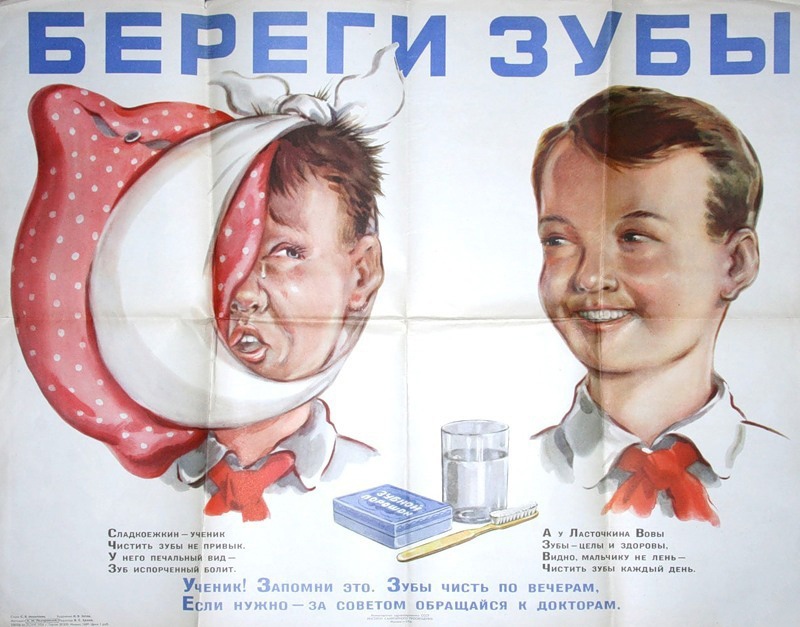 БЕРЕГИ ЗУБЫ
ЗУБНОЙ
ПОРОШОК
Сладкоежкин – ученик
Чистить зубы не привык.
У него печальный вид –
Зуб испорченный болит.
А у Ласточкина Вовы
Зубы – целы и здоровы,
Видно, мальчику не лень –
Чистить зубы каждый день.
Ученик! Запомни это. Зубы чисть по вечерам,
Если нужно – за советом обращайся к докторам.